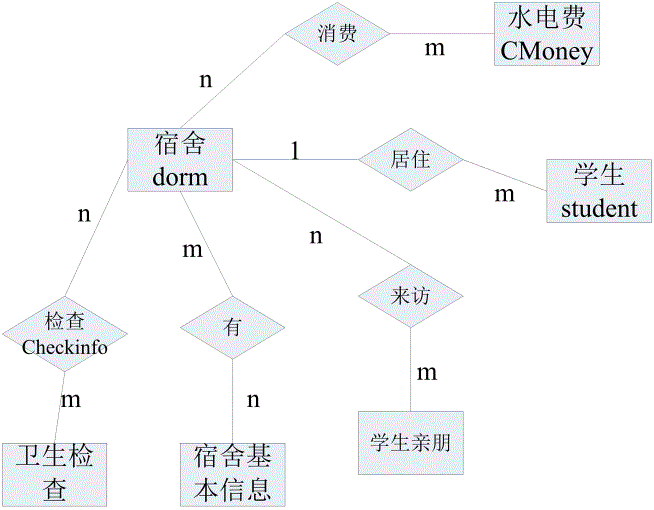 消费
水电费
CMoney
m
n
宿舍
dorm
1
居住
学生
student
m
n
m
n
检查
Checkinfo
有
来访
m
n
m
卫生检
查
宿舍基
本信息
学生亲朋